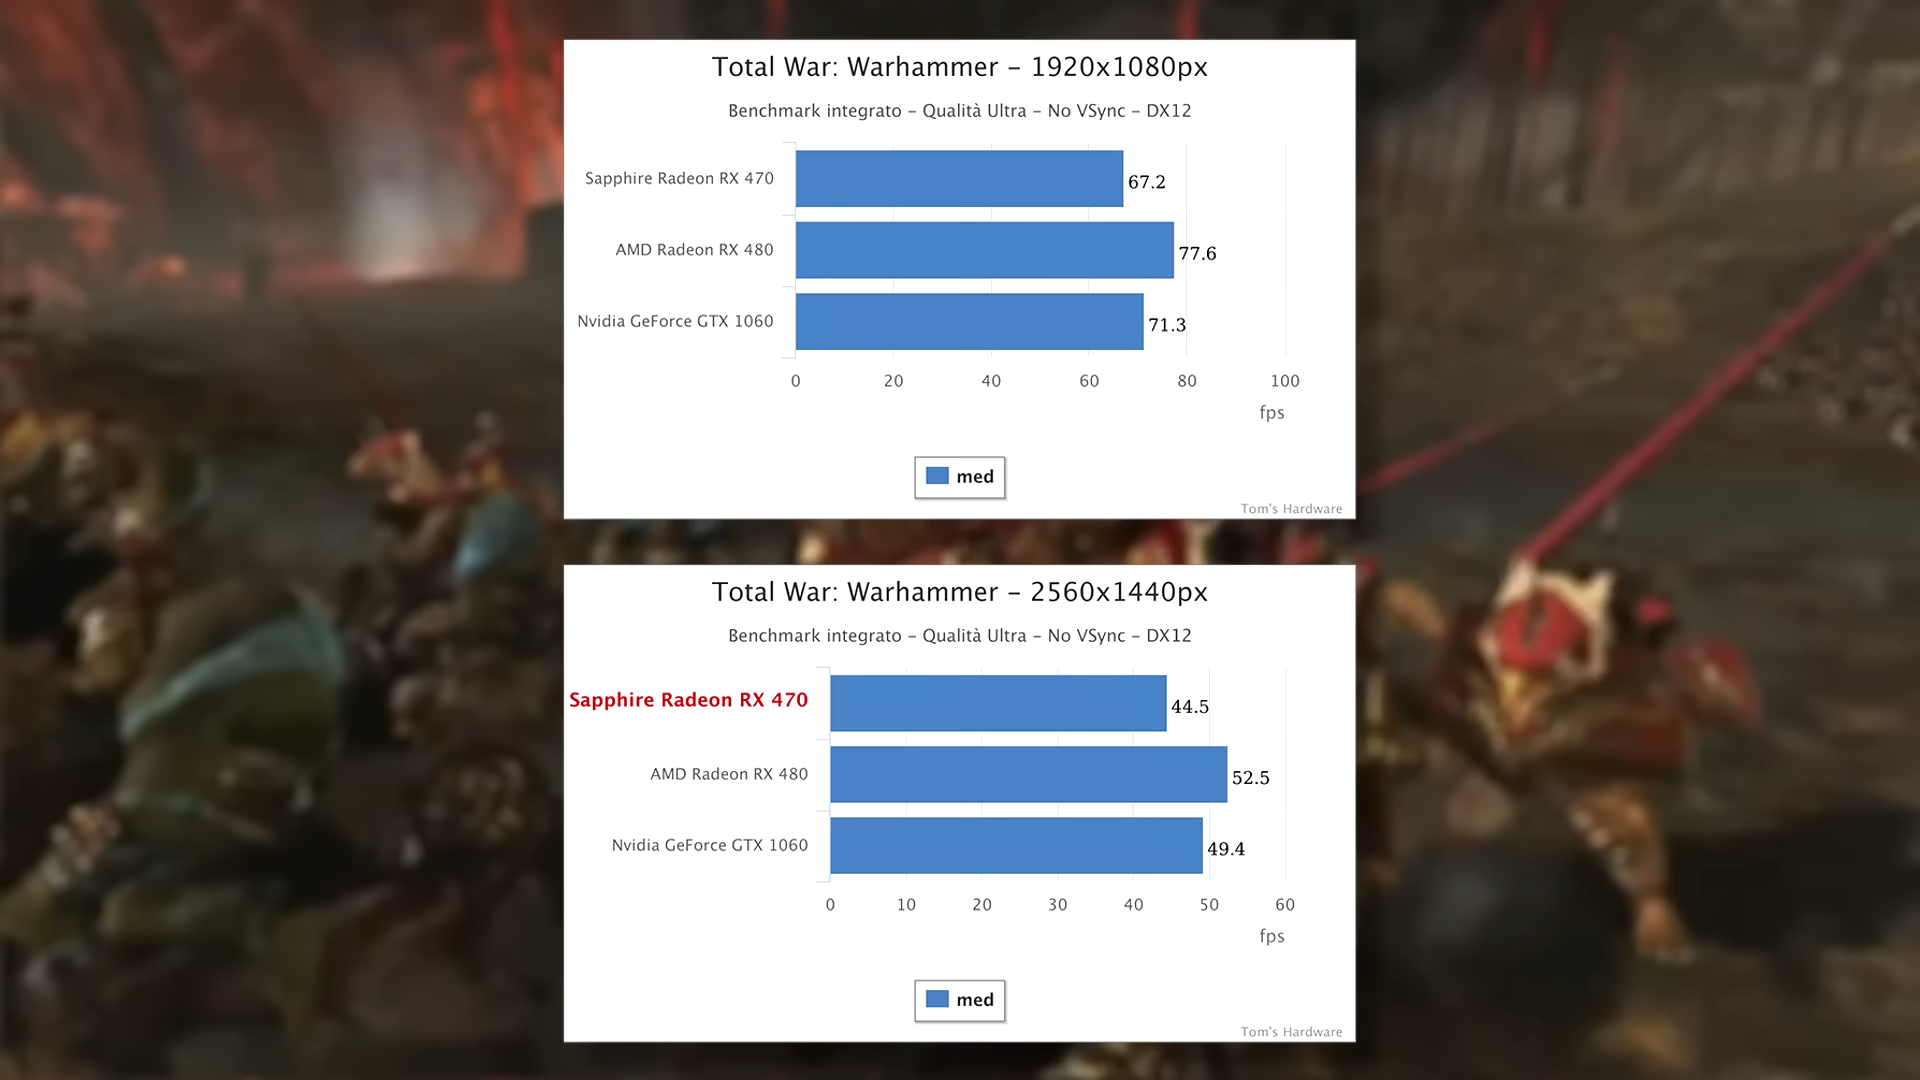 Total War: Warhammer – 1920x1080px
Benchmark integrato – Qualità Ultra – No VSync – DX12
Sapphire Radeon RX 470
67.2
AMD Radeon RX 480
77.6
Nvidia GeForce GTX 1060
71.3
0 20 40 60 80 100
fps
med
Tom's Hardware
Total War: Warhammer – 2560x1440px
Benchmark integrato – Qualità Ultra – No VSync – DX12
Sapphire Radeon RX 470
44.5
AMD Radeon RX 480
52.5
Nvidia GeForce GTX 1060
49.4
0 10 20 30 40 50 60
fps
med
Tom's Hardware